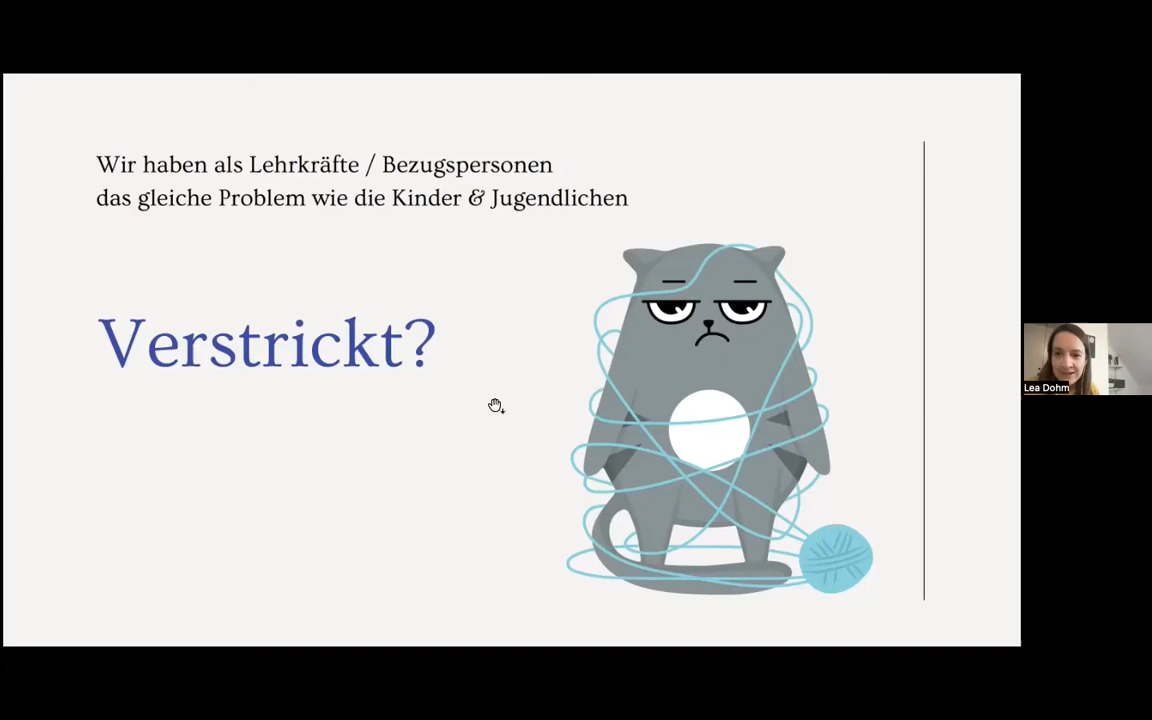 Wir haben als Lehrkräfte / Bezugspersonen
das gleiche Problem wie die Kinder & Jugendlichen
Verstrickt?
Lea Dohm